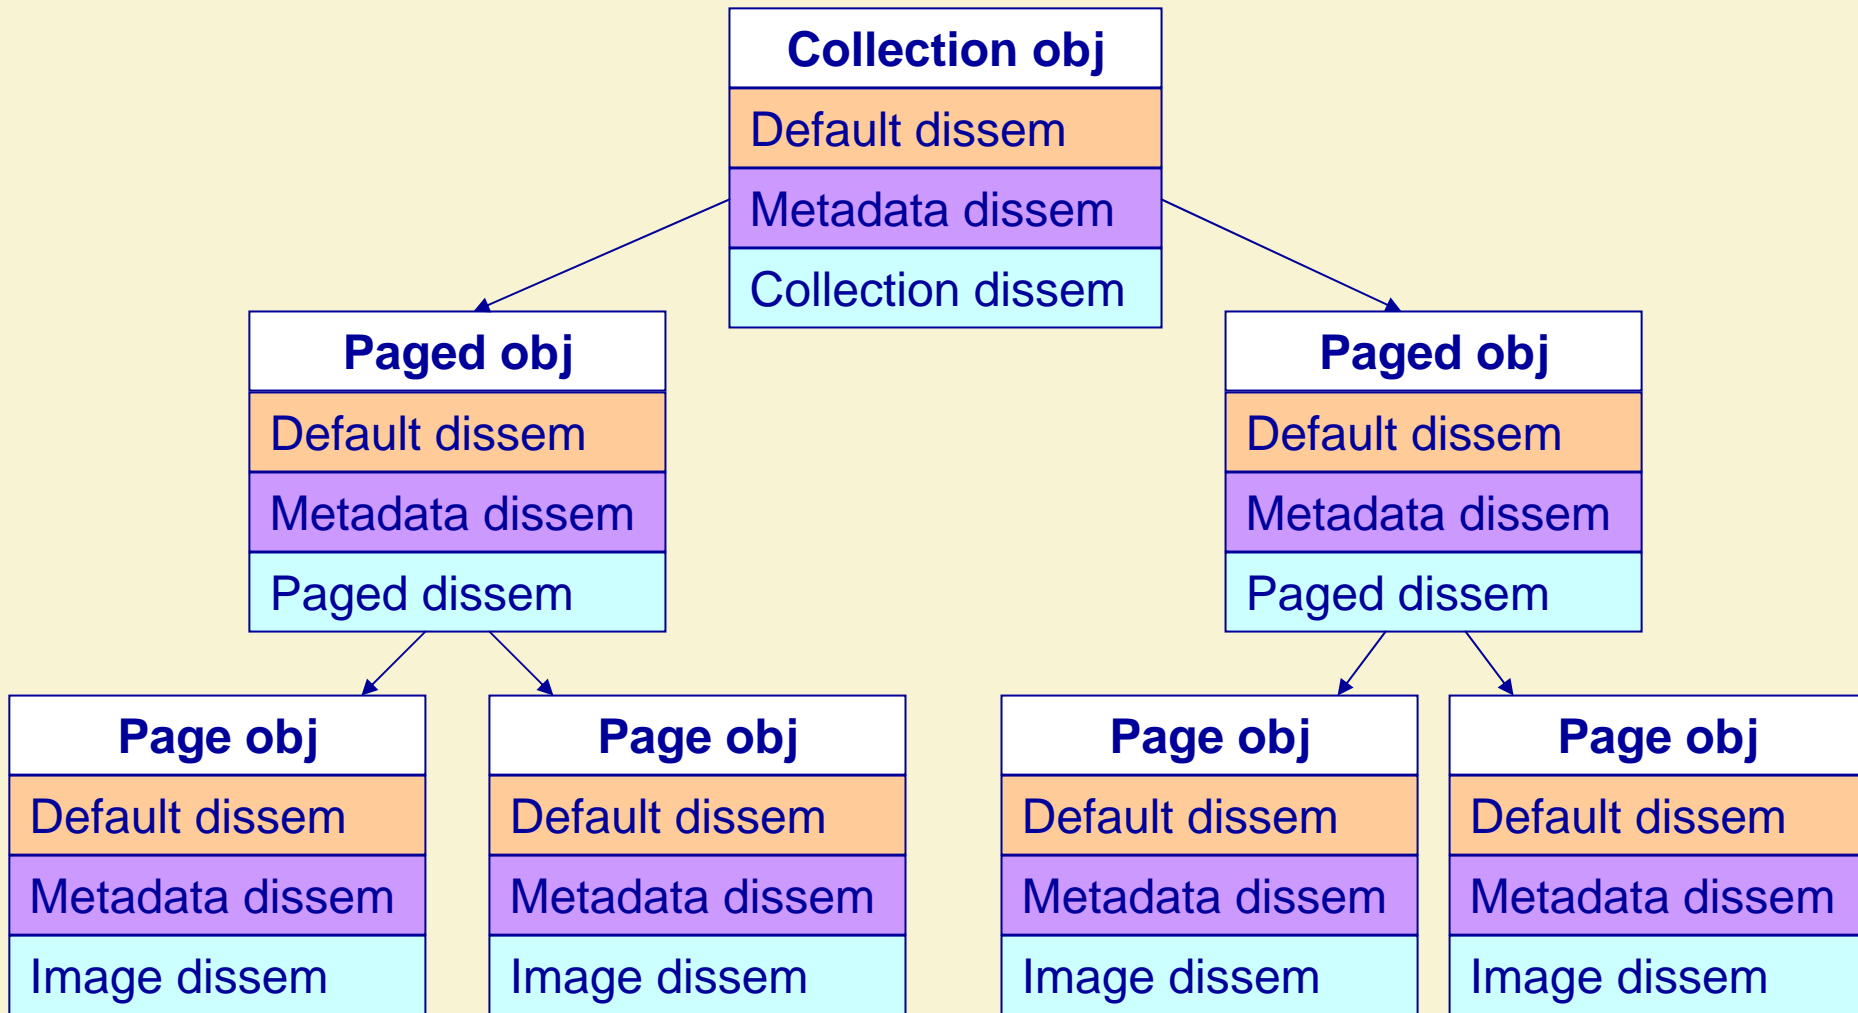 Collection obj
Default dissem
Metadata dissem
Collection dissem
Paged obj
Default dissem
Metadata dissem
Paged dissem
Paged obj
Default dissem
Metadata dissem
Paged dissem
Page obj
Default dissem
Metadata dissem
Image dissem
Page obj
Default dissem
Metadata dissem
Image dissem
Page obj
Default dissem
Metadata dissem
Image dissem
Page obj
Default dissem
Metadata dissem
Image dissem